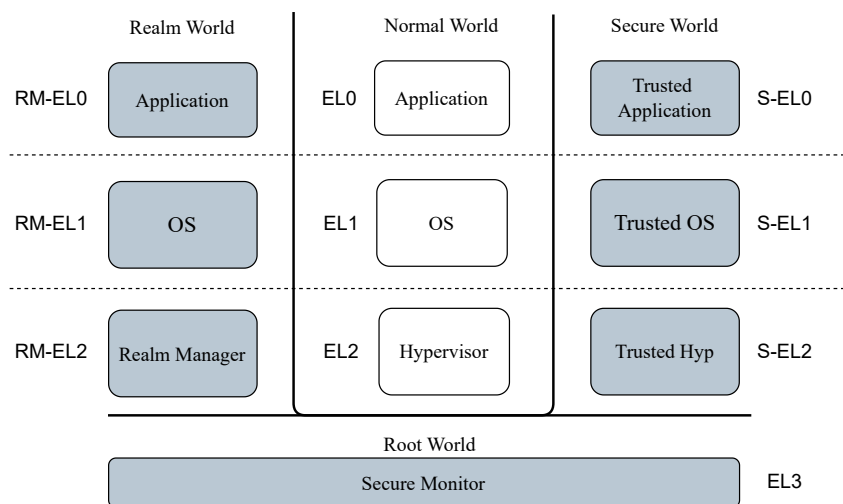 Realm World
Normal World
Secure World
RM-EL0
Application
EL0
Application
Trusted
Application
S-EL0
RM-EL1
OS
EL1
OS
Trusted OS
S-EL1
RM-EL2
Realm Manager
EL2
Hypervisor
Trusted Hyp
S-EL2
Root World
Secure Monitor
EL3